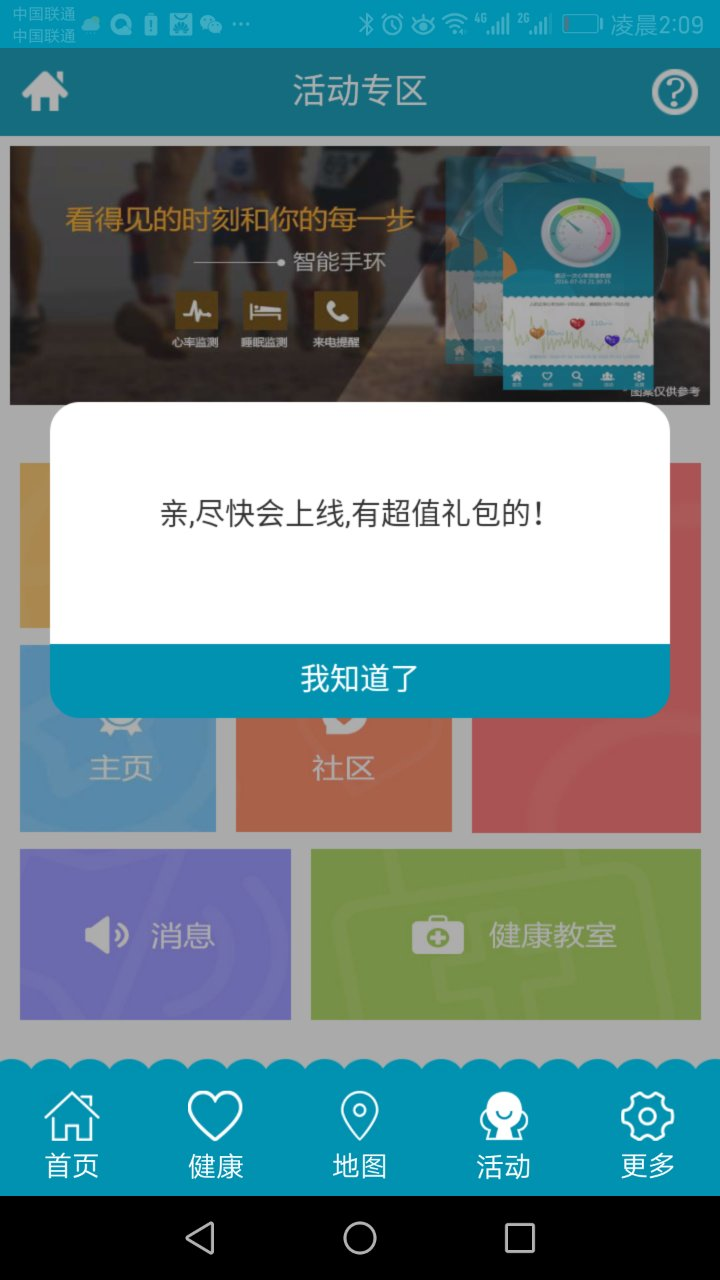 中国联通
中国联通
4G
2G
凌晨2:09
活动专区
看得见的时刻和你的每一步
智能手环
心率监测
睡眠监测
来电提醒
*图案仅供参考
亲,尽快会上线,有超值礼包的!
我知道了
主页
社区
消息
健康教室
首页
健康
地图
活动
更多